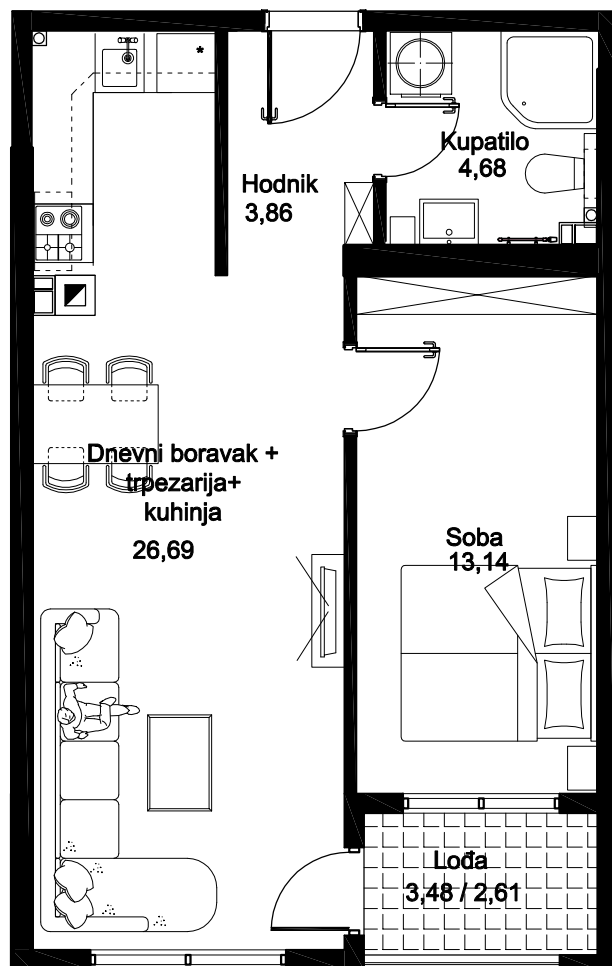 *
Kupatilo
4,68
Hodnik
3,86
Dnevni boravak +
trpezarija+
kuhinja
26,69
Soba
13,14
Lođa
3,48 / 2,61